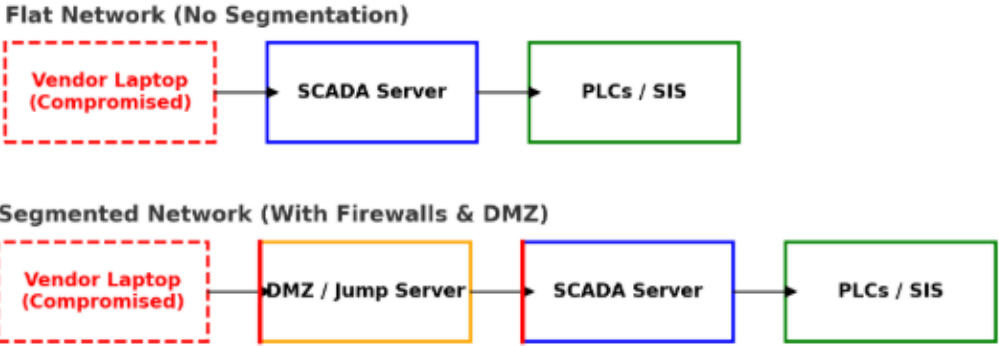 Flat Network (No Segmentation)
Vendor Laptop
(Compromised)
SCADA Server
PLCs / SIS
Segmented Network (With Firewalls & DMZ)
Vendor Laptop
(Compromised)
DMZ / Jump Server
SCADA Server
PLCs / SIS